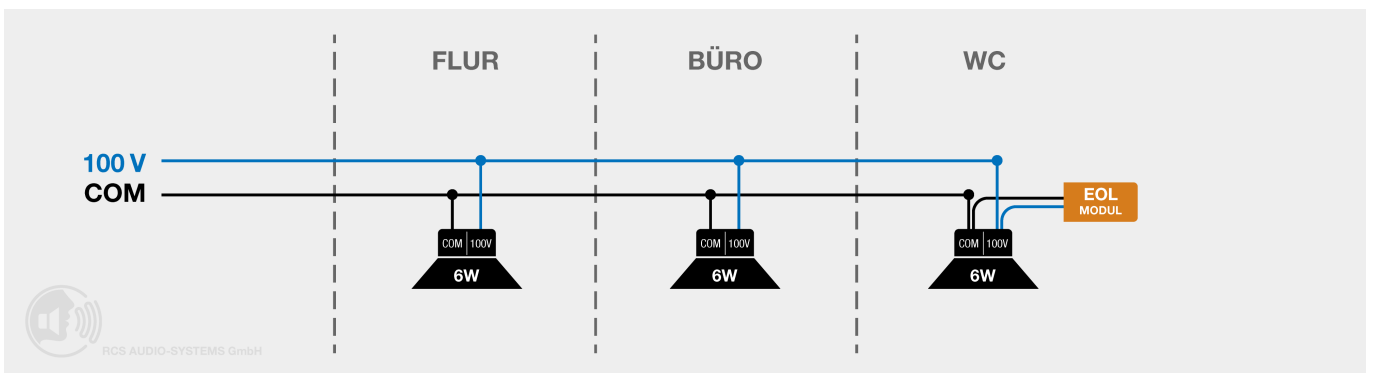 FLUR BÜRO WC
100 V
COM
EOL
MODUL
COM 100V COM 100V COM 100V
6W 6W 6W
RCS AUDIO-SYSTEMS GmbH